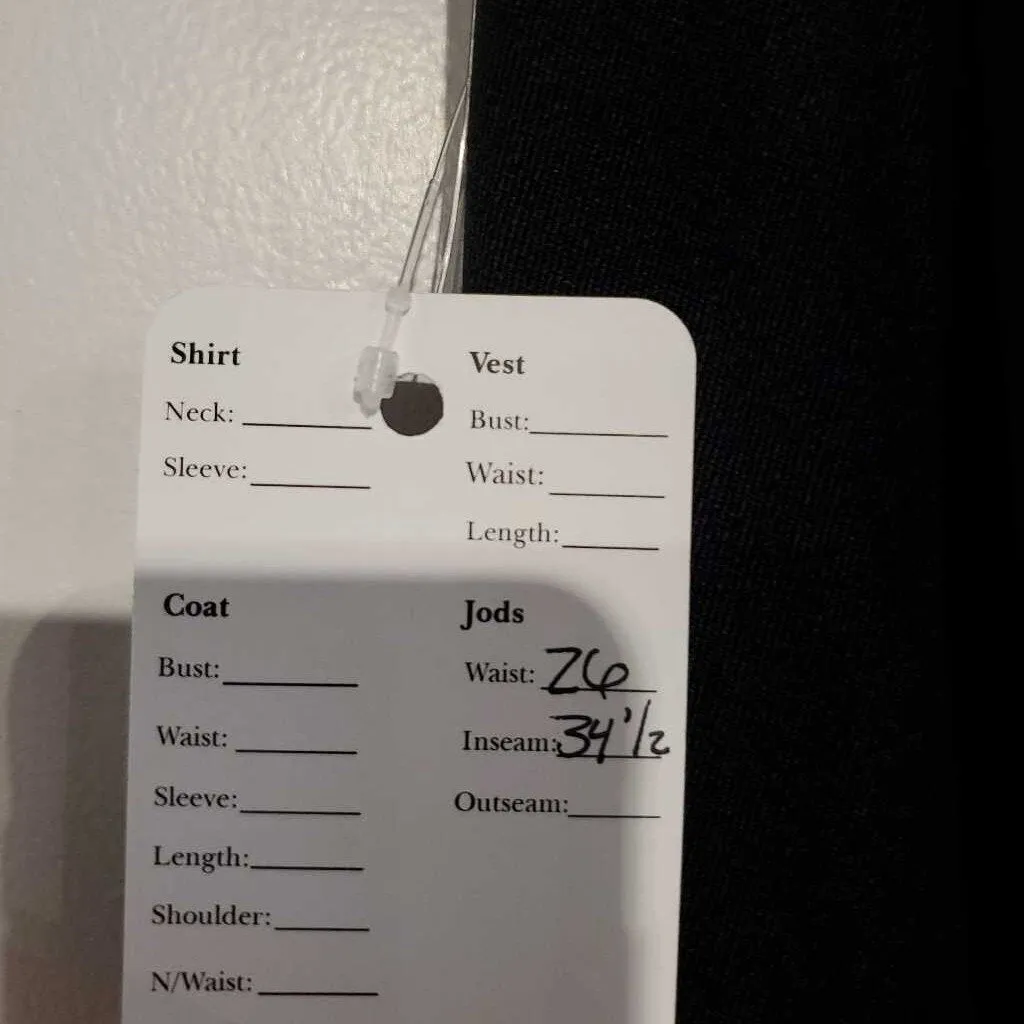 Shirt
Neck:
Sleeve:
Vest
Bust:
Waist:
Length:
Coat
Bust:
Waist:
Sleeve:
Length:
Shoulder:
N/Waist:
Jods
Waist: 26
Inseam: 34 1/2
Outseam: